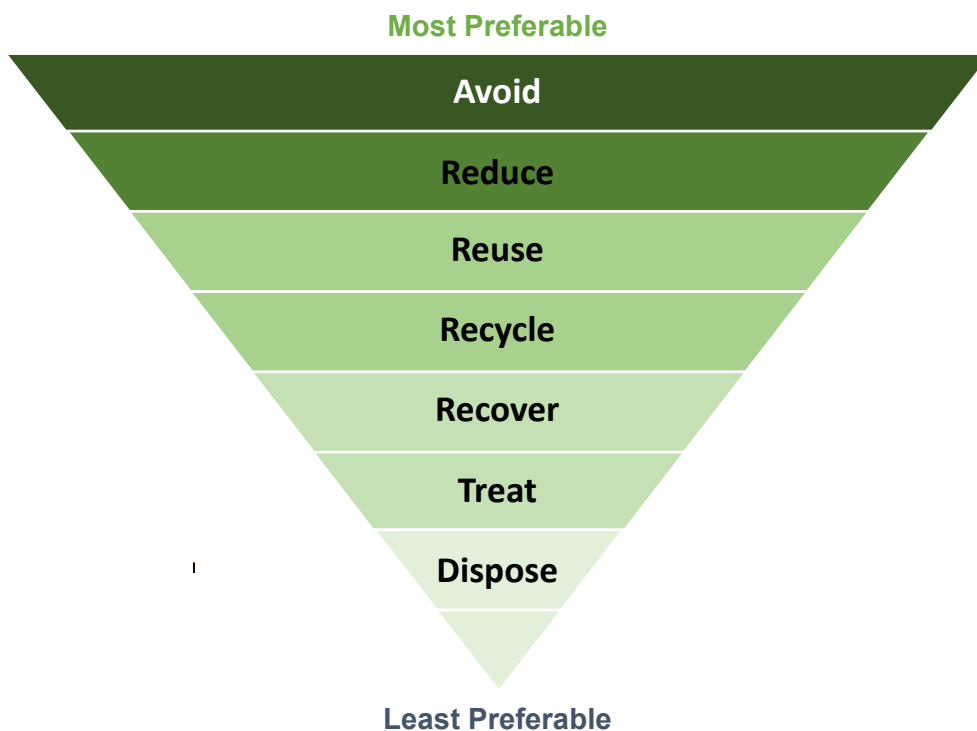 Most Preferable
Avoid
Reduce
Reuse
Recycle
Recover
Treat
Dispose
Least Preferable